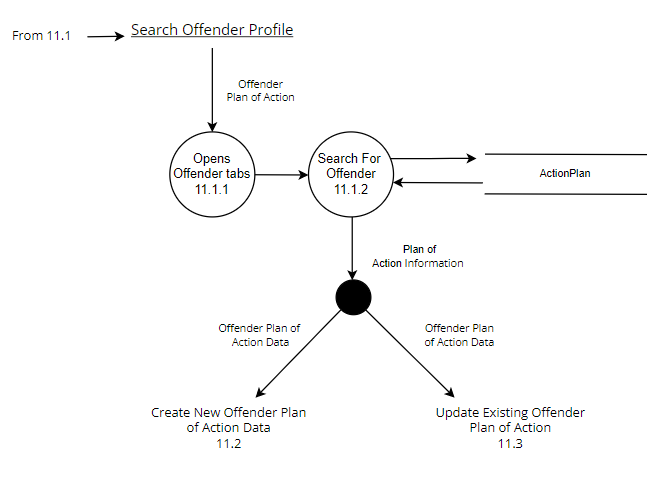 Search Offender Profile
From 11.1
Offender
Plan of Action
Opens
Offender tabs
11.1.1
Search For
Offender
11.1.2
ActionPlan
Plan of
Action Information
Offender Plan of
Action Data
Offender Plan
of Action Data
Create New Offender Plan
of Action Data
11.2
Update Existing Offender
Plan of Action
11.3